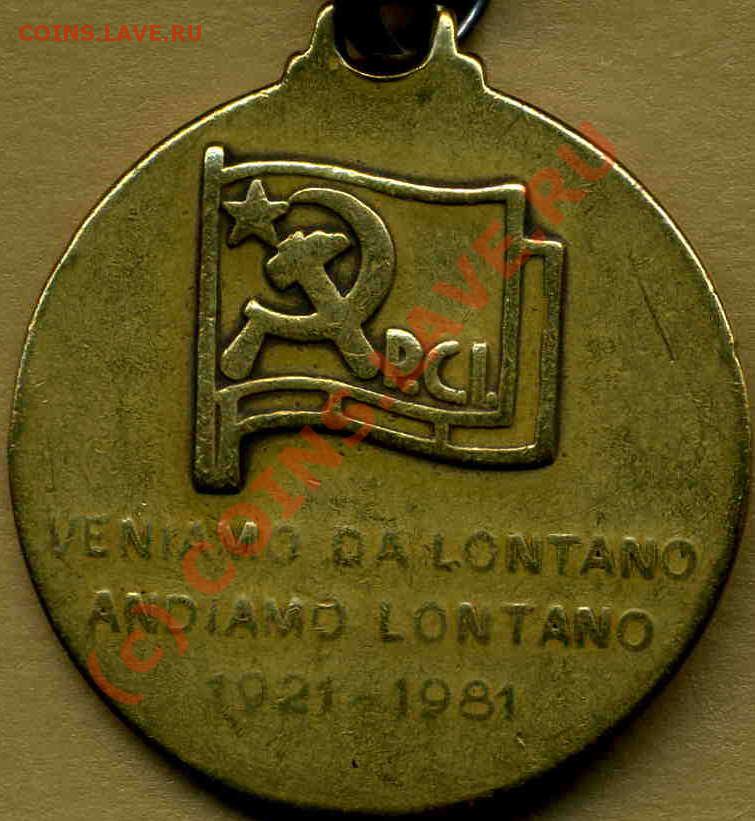 COINS.LAVE.RU
P.C.I.
VENIAMO DA LONTANO
ANDIAMO LONTANO
1921-1981
(c) COINS.LAVE.RU